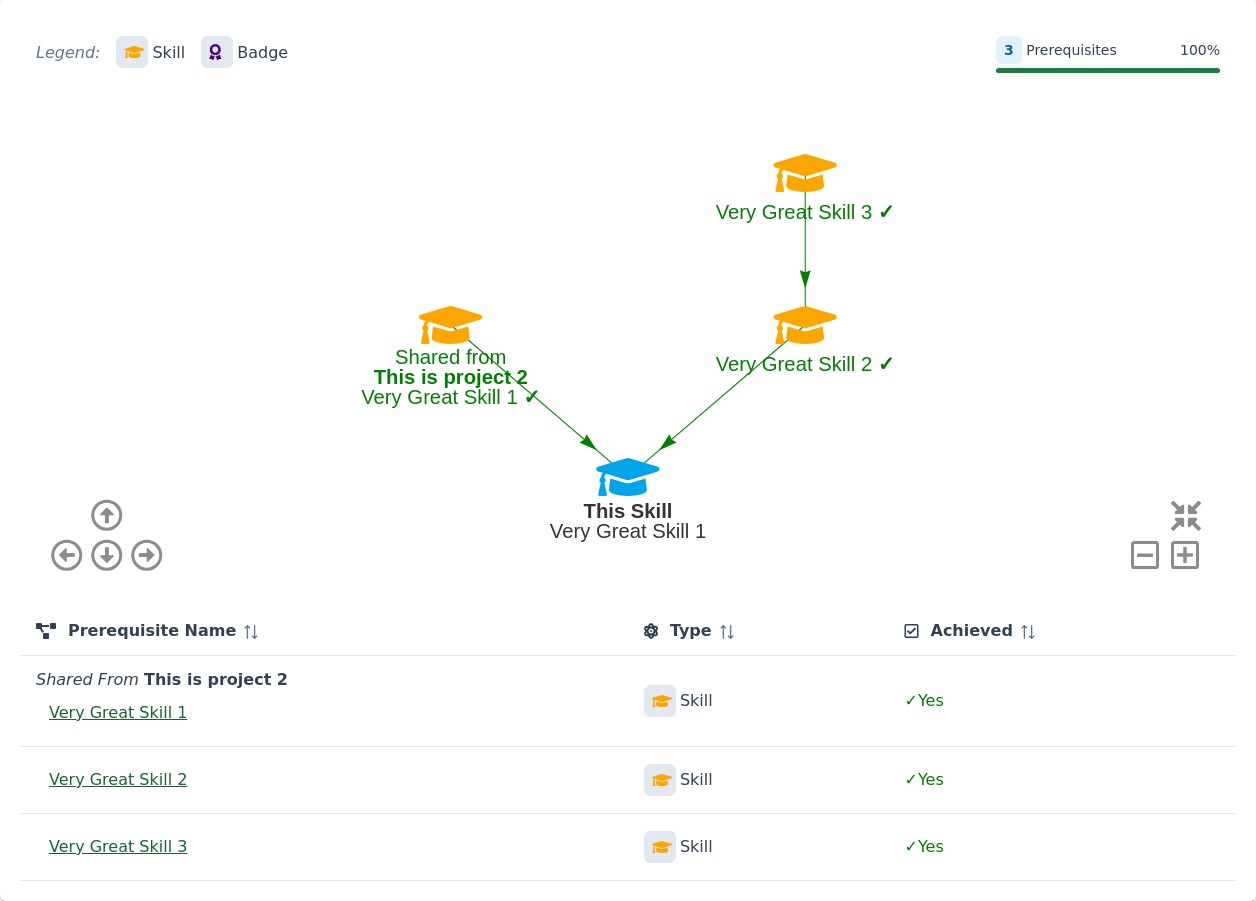 Legend: Skill Badge
3 Prerequisites 100%
Very Great Skill 3 ✓
Shared from
This is project 2
Very Great Skill 1 ✓
Very Great Skill 2 ✓
This Skill
Very Great Skill 1
Prerequisite Name Type Achieved
Shared From This is project 2
Very Great Skill 1 Skill ✓Yes
Very Great Skill 2 Skill ✓Yes
Very Great Skill 3 Skill ✓Yes